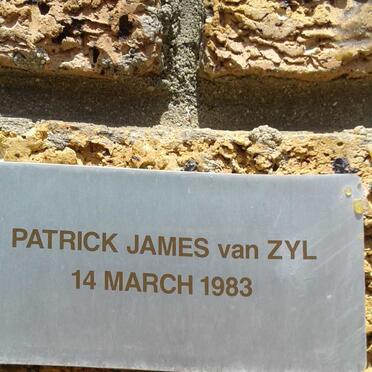 PATRICK JAMES van ZYL
14 MARCH 1983